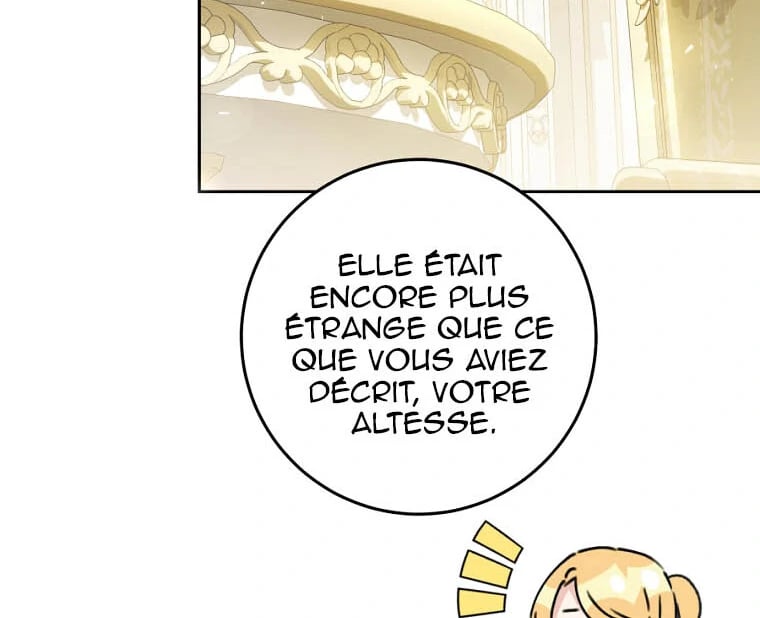 ELLE ÉTAIT
ENCORE PLUS
ÉTRANGE QUE CE
QUE VOUS AVIEZ
DÉCRIT, VOTRE
ALTESSE.